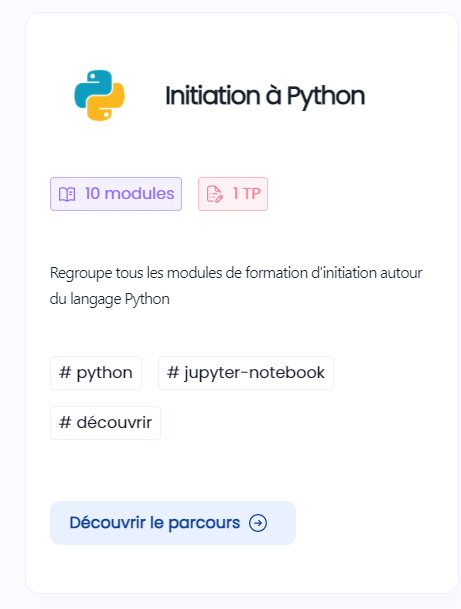 Initiation à Python
10 modules 1 TP
Regroupe tous les modules de formation d'initiation autour
du langage Python
# python # jupyter-notebook
# découvrir
Découvrir le parcours